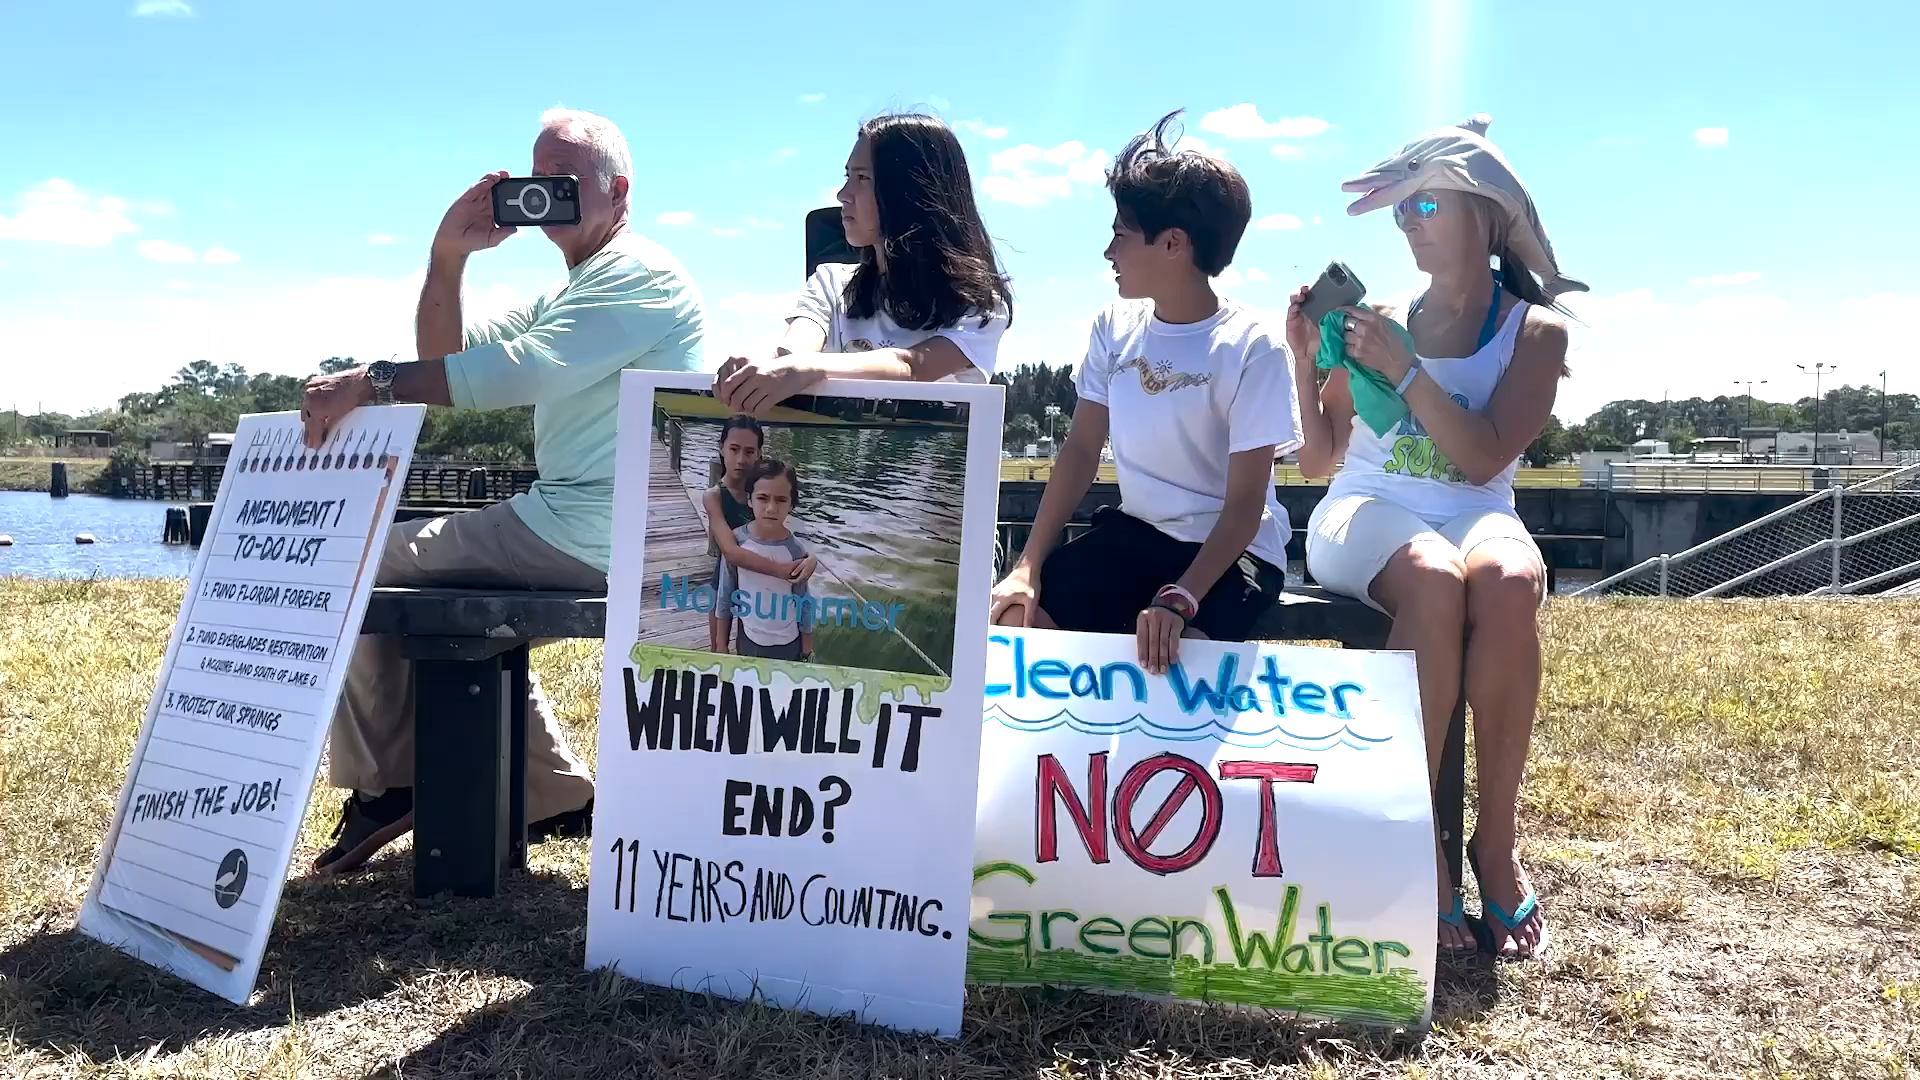 AMENDMENT 1
TO-DO LIST
1. FUND FLORIDA FOREVER
2. FUND EVERGLADES RESTORATION
& ACQUIRE LAND SOUTH OF LAKE O
3. PROTECT OUR SPRINGS
FINISH THE JOB!
No summer
WHEN WILL IT
END?
11 YEARS AND COUNTING.
Clean Water
NOT
Green Water